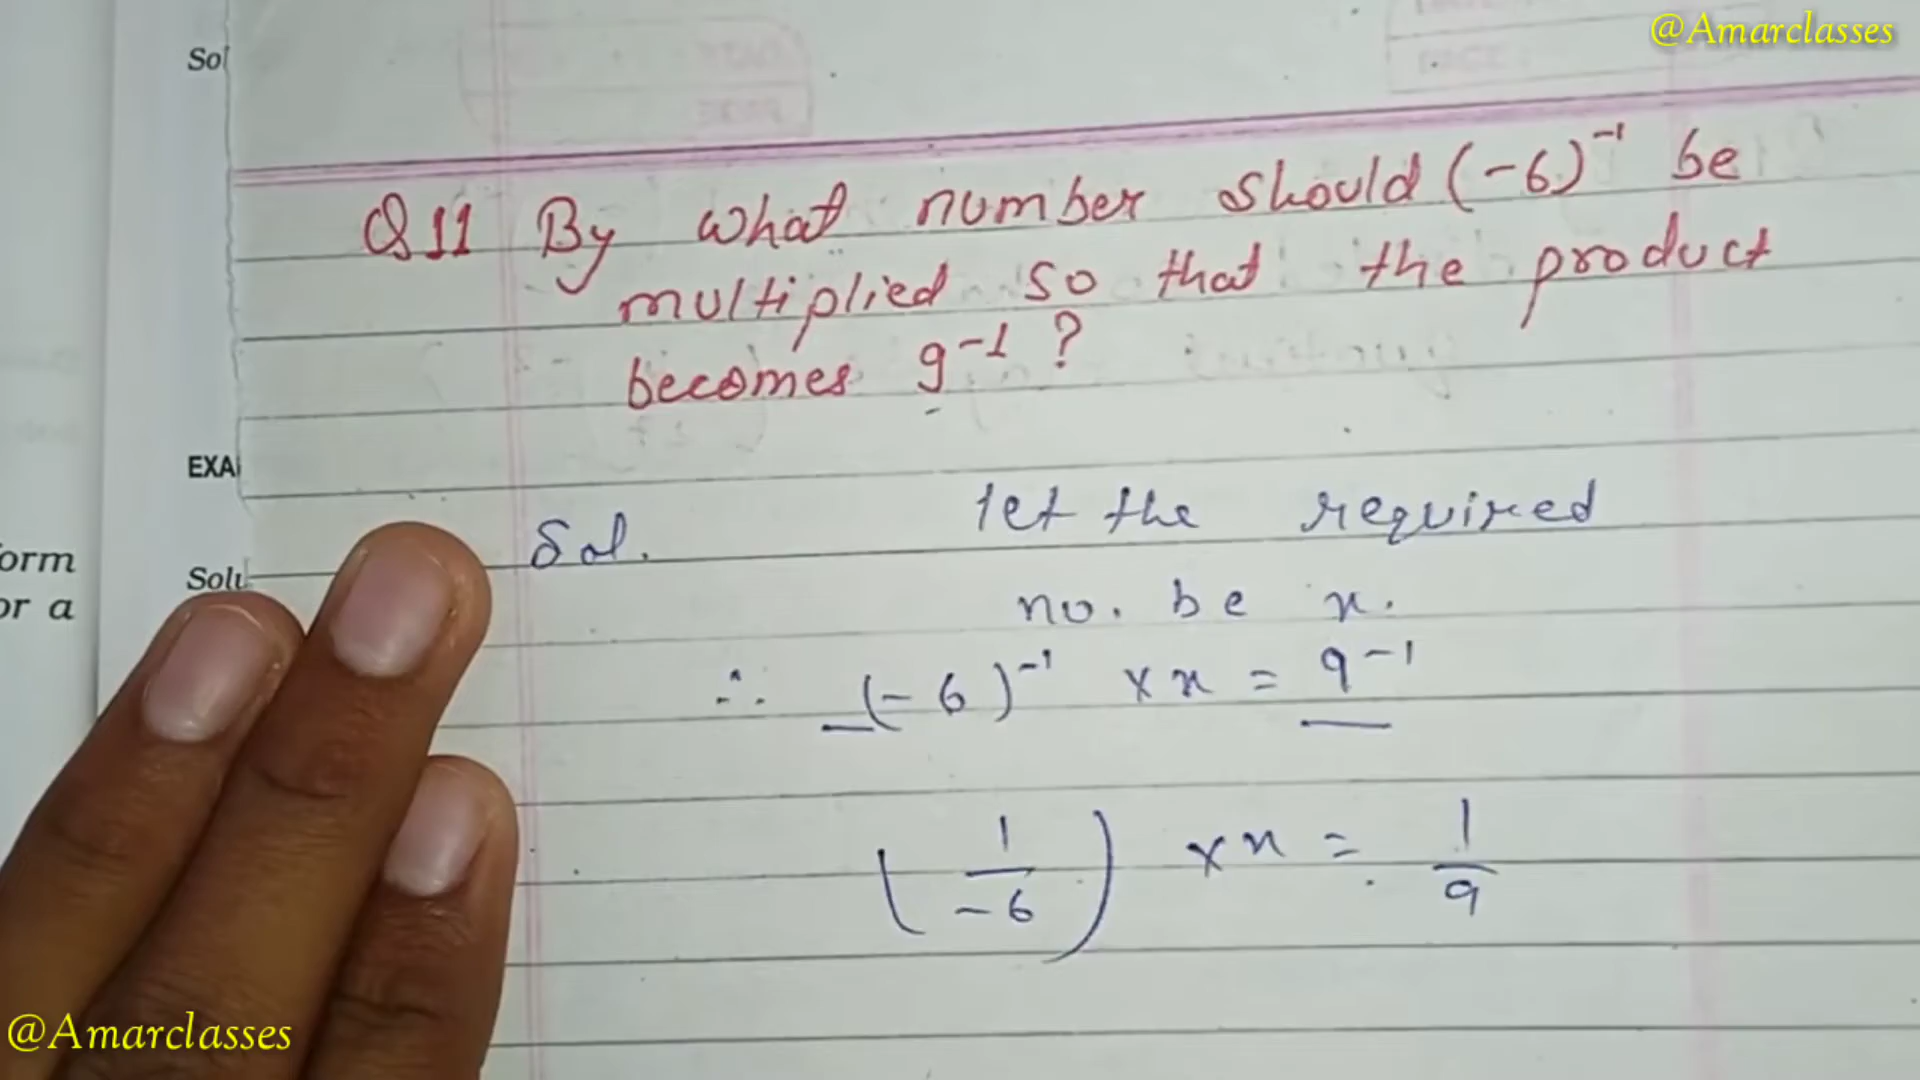 @Amarclasses
Sol
Q11 By what number should (-6)⁻¹ be
multiplied so that the product
becomes 9⁻¹ ?
EXA
Sol. let the required
orm
Solu
or a
no. be x.
∴ (-6)⁻¹ × x = 9⁻¹
(1/-6) × x = 1/9
@Amarclasses